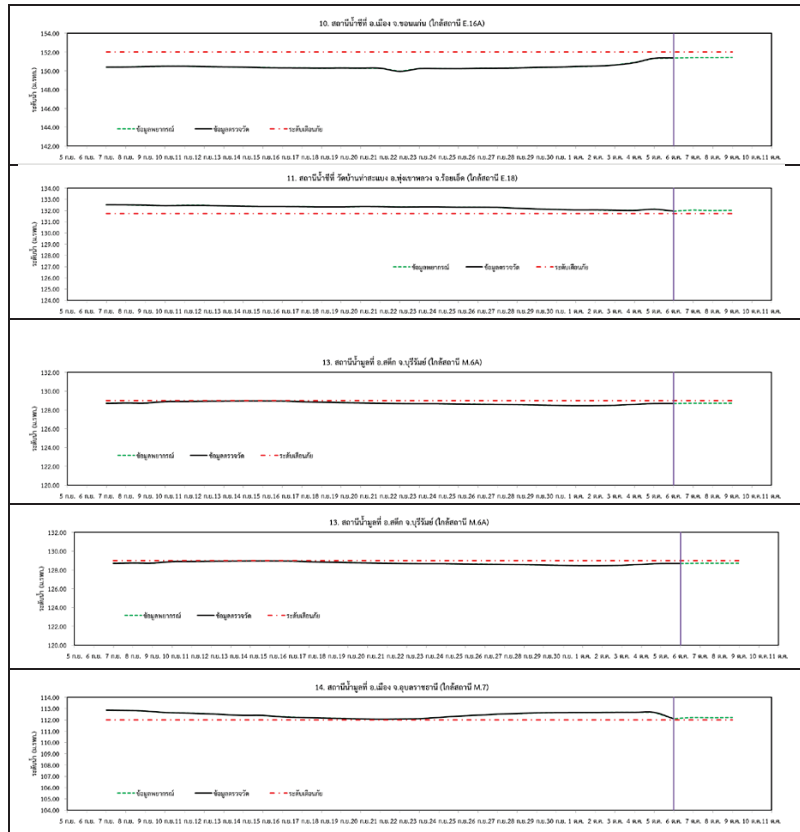 10. สถานีน้ำชีที่ อ.เมือง จ.ขอนแก่น (ใกล้สถานี E.16A)
154.00
152.00
150.00
148.00
146.00
144.00
142.00
ระดับน้ำ (ม.รทก.)
ข้อมูลพยากรณ์ ข้อมูลตรวจวัด ระดับเตือนภัย
5 ก.ย. 6 ก.ย. 7 ก.ย. 8 ก.ย. 9 ก.ย. 10 ก.ย.11 ก.ย.12 ก.ย.13 ก.ย.14 ก.ย.15 ก.ย.16 ก.ย.17 ก.ย.18 ก.ย.19 ก.ย.20 ก.ย.21 ก.ย.22 ก.ย.23 ก.ย.24 ก.ย.25 ก.ย.26 ก.ย.27 ก.ย.28 ก.ย.29 ก.ย.30 ก.ย. 1 ต.ค. 2 ต.ค. 3 ต.ค. 4 ต.ค. 5 ต.ค. 6 ต.ค. 7 ต.ค. 8 ต.ค. 9 ต.ค. 10 ต.ค.11 ต.ค.
11. สถานีน้ำชีที่ วัดบ้านท่าสะแบง อ.ทุ่งเขาหลวง จ.ร้อยเอ็ด (ใกล้สถานี E.18)
134.00
133.00
132.00
131.00
130.00
129.00
128.00
127.00
126.00
125.00
124.00
ระดับน้ำ (ม.รทก.)
ข้อมูลพยากรณ์ ข้อมูลตรวจวัด ระดับเตือนภัย
5 ก.ย. 6 ก.ย. 7 ก.ย. 8 ก.ย. 9 ก.ย. 10 ก.ย.11 ก.ย.12 ก.ย.13 ก.ย.14 ก.ย.15 ก.ย.16 ก.ย.17 ก.ย.18 ก.ย.19 ก.ย.20 ก.ย.21 ก.ย.22 ก.ย.23 ก.ย.24 ก.ย.25 ก.ย.26 ก.ย.27 ก.ย.28 ก.ย.29 ก.ย.30 ก.ย. 1 ต.ค. 2 ต.ค. 3 ต.ค. 4 ต.ค. 5 ต.ค. 6 ต.ค. 7 ต.ค. 8 ต.ค. 9 ต.ค. 10 ต.ค.11 ต.ค.
13. สถานีน้ำมูลที่ อ.สตึก จ.บุรีรัมย์ (ใกล้สถานี M.6A)
132.00
130.00
128.00
126.00
124.00
122.00
120.00
ระดับน้ำ (ม.รทก.)
ข้อมูลพยากรณ์ ข้อมูลตรวจวัด ระดับเตือนภัย
5 ก.ย. 6 ก.ย. 7 ก.ย. 8 ก.ย. 9 ก.ย. 10 ก.ย.11 ก.ย.12 ก.ย.13 ก.ย.14 ก.ย.15 ก.ย.16 ก.ย.17 ก.ย.18 ก.ย.19 ก.ย.20 ก.ย.21 ก.ย.22 ก.ย.23 ก.ย.24 ก.ย.25 ก.ย.26 ก.ย.27 ก.ย.28 ก.ย.29 ก.ย.30 ก.ย. 1 ต.ค. 2 ต.ค. 3 ต.ค. 4 ต.ค. 5 ต.ค. 6 ต.ค. 7 ต.ค. 8 ต.ค. 9 ต.ค. 10 ต.ค.11 ต.ค.
13. สถานีน้ำมูลที่ อ.สตึก จ.บุรีรัมย์ (ใกล้สถานี M.6A)
132.00
130.00
128.00
126.00
124.00
122.00
120.00
ระดับน้ำ (ม.รทก.)
ข้อมูลพยากรณ์ ข้อมูลตรวจวัด ระดับเตือนภัย
5 ก.ย. 6 ก.ย. 7 ก.ย. 8 ก.ย. 9 ก.ย. 10 ก.ย.11 ก.ย.12 ก.ย.13 ก.ย.14 ก.ย.15 ก.ย.16 ก.ย.17 ก.ย.18 ก.ย.19 ก.ย.20 ก.ย.21 ก.ย.22 ก.ย.23 ก.ย.24 ก.ย.25 ก.ย.26 ก.ย.27 ก.ย.28 ก.ย.29 ก.ย.30 ก.ย. 1 ต.ค. 2 ต.ค. 3 ต.ค. 4 ต.ค. 5 ต.ค. 6 ต.ค. 7 ต.ค. 8 ต.ค. 9 ต.ค. 10 ต.ค.11 ต.ค.
14. สถานีน้ำมูลที่ อ.เมือง จ.อุบลราชธานี (ใกล้สถานี M.7)
114.00
113.00
112.00
111.00
110.00
109.00
108.00
107.00
106.00
105.00
104.00
ระดับน้ำ (ม.รทก.)
ข้อมูลพยากรณ์ ข้อมูลตรวจวัด ระดับเตือนภัย
5 ก.ย. 6 ก.ย. 7 ก.ย. 8 ก.ย. 9 ก.ย. 10 ก.ย.11 ก.ย.12 ก.ย.13 ก.ย.14 ก.ย.15 ก.ย.16 ก.ย.17 ก.ย.18 ก.ย.19 ก.ย.20 ก.ย.21 ก.ย.22 ก.ย.23 ก.ย.24 ก.ย.25 ก.ย.26 ก.ย.27 ก.ย.28 ก.ย.29 ก.ย.30 ก.ย. 1 ต.ค. 2 ต.ค. 3 ต.ค. 4 ต.ค. 5 ต.ค. 6 ต.ค. 7 ต.ค. 8 ต.ค. 9 ต.ค. 10 ต.ค.11 ต.ค.